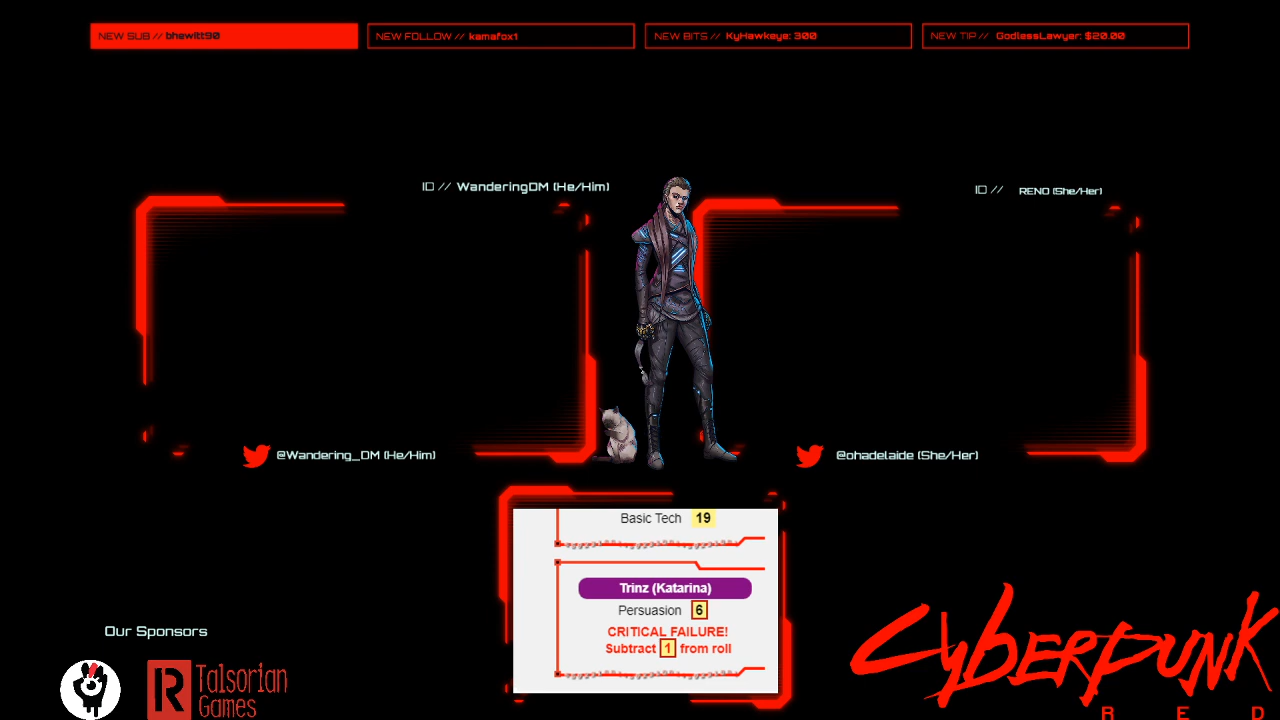 NEW SUB // bhewitt90
NEW FOLLOW // kamafox1
NEW BITS // KyHawkeye: 300
NEW TIP // GodlessLawyer: $20.00
ID // WanderingDM (He/Him)
ID // RENO (She/Her)
@Wandering_DM (He/Him)
@ohadelaide (She/Her)
Basic Tech 19
Trinz (Katarina)
Persuasion 6
CRITICAL FAILURE!
Subtract 1 from roll
Our Sponsors
R Talsorian
Games
Cyberpunk
RED